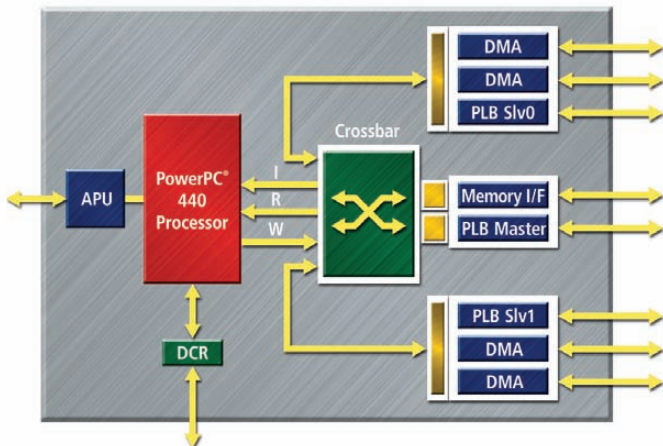 DMA
DMA
PLB Slv0
Crossbar
PowerPC®
440
Processor
APU
I
R
W
Memory I/F
PLB Master
PLB Slv1
DMA
DMA
DCR